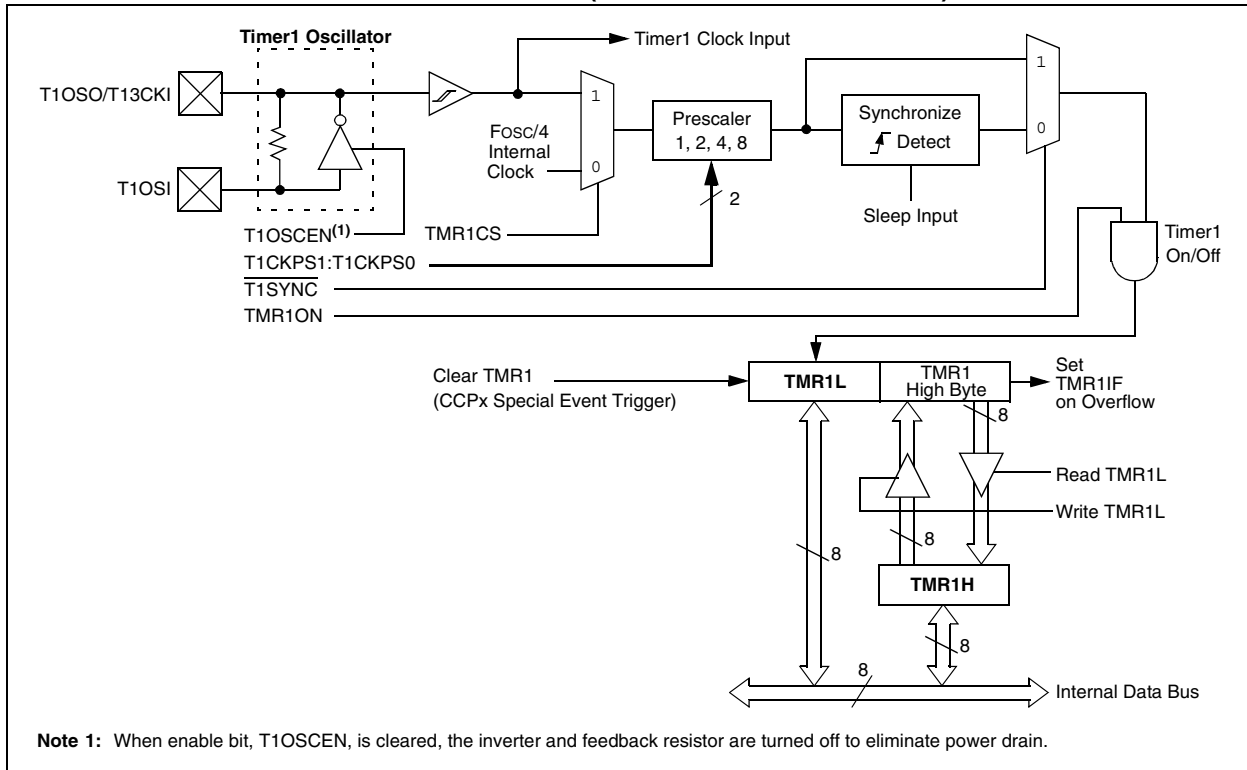 Timer1 Oscillator
Timer1 Clock Input
T1OSO/T13CKI
1
FOSC/4
Internal
Clock
0
Prescaler
1, 2, 4, 8
Synchronize
Detect
1
0
T1OSI
2
Sleep Input
T1OSCEN(1)
TMR1CS
T1CKPS1:T1CKPS0
T1SYNC
TMR1ON
Timer1
On/Off
Clear TMR1
(CCPx Special Event Trigger)
TMR1L
TMR1
High Byte
Set
TMR1IF
on Overflow
8
Read TMR1L
Write TMR1L
8
8
TMR1H
8
8
Internal Data Bus
Note 1: When enable bit, T1OSCEN, is cleared, the inverter and feedback resistor are turned off to eliminate power drain.